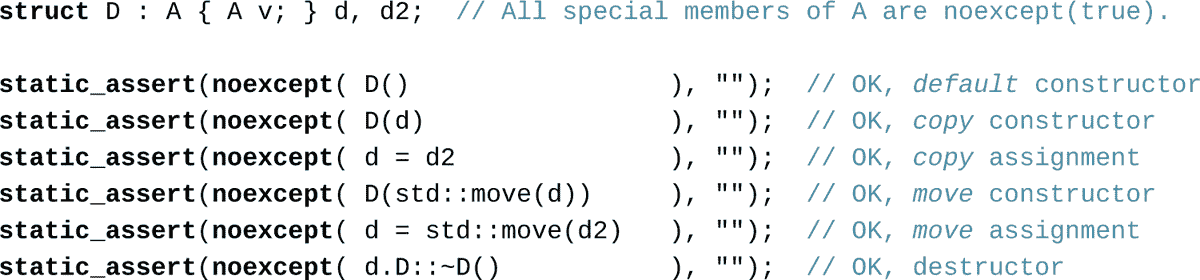 struct D : A { A v; } d, d2;  // All special members of A are noexcept(true).
static_assert(noexcept( D()                 ), "");  // OK, default constructor
static_assert(noexcept( D(d)                ), "");  // OK, copy constructor
static_assert(noexcept( d = d2              ), "");  // OK, copy assignment
static_assert(noexcept( D(std::move(d))     ), "");  // OK, move constructor
static_assert(noexcept( d = std::move(d2)   ), "");  // OK, move assignment
static_assert(noexcept( d.D::~D()           ), "");  // OK, destructor